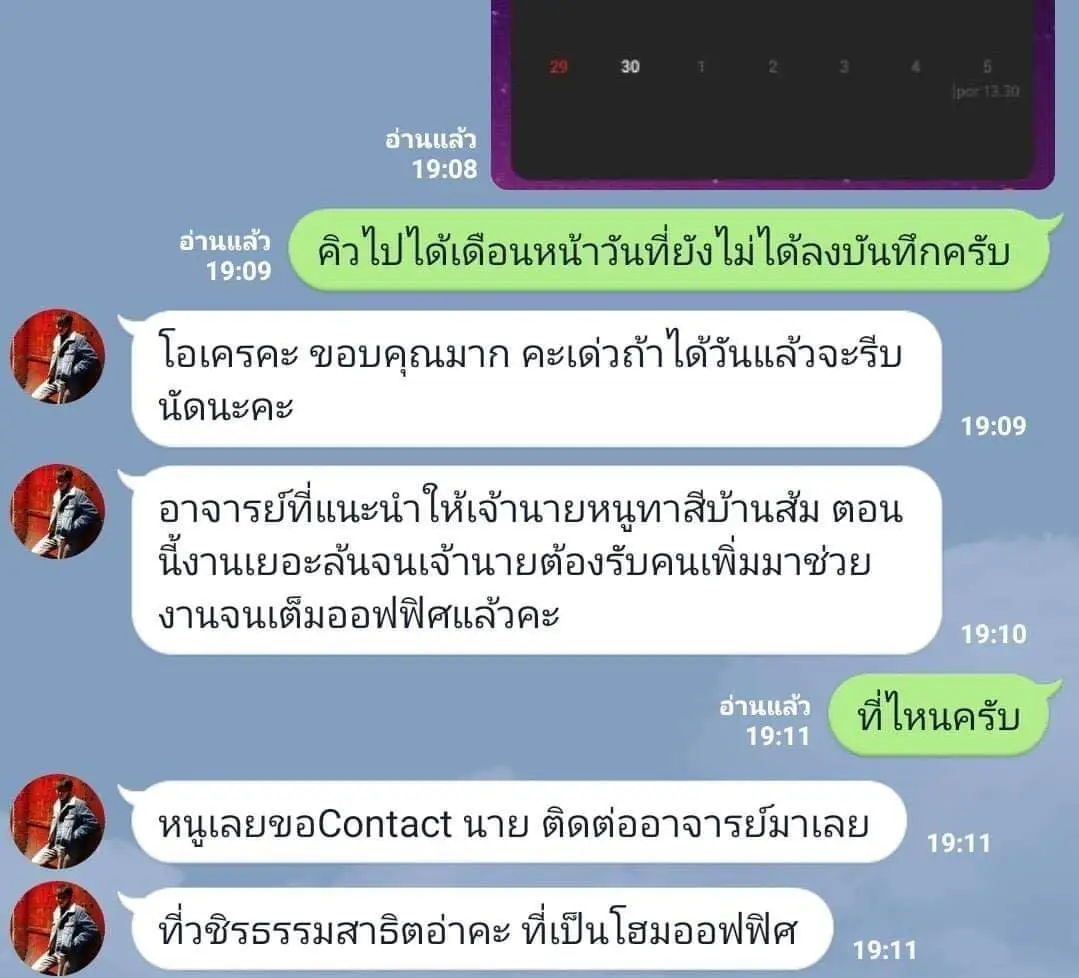 29 30 1 2 3 4 5
por 13.30
อ่านแล้ว
19:08
คิวไปได้เดือนหน้าวันที่ยังไม่ได้ลงบันทึกครับ
อ่านแล้ว
19:09
โอเครคะ ขอบคุณมาก คะเด่วถ้าได้วันแล้วจะรีบ
นัดนะคะ
19:09
อาจารย์ที่แนะนำให้เจ้านายหนูทาสีบ้านส้ม ตอน
นี้งานเยอะล้นจนเจ้านายต้องรับคนเพิ่มมาช่วย
งานจนเต็มออฟฟิศแล้วคะ
19:10
ที่ไหนครับ
อ่านแล้ว
19:11
หนูเลยขอContact นาย ติดต่ออาจารย์มาเลย
19:11
ที่วชิรธรรมสาธิตอ่าคะ ที่เป็นโฮมออฟฟิศ
19:11